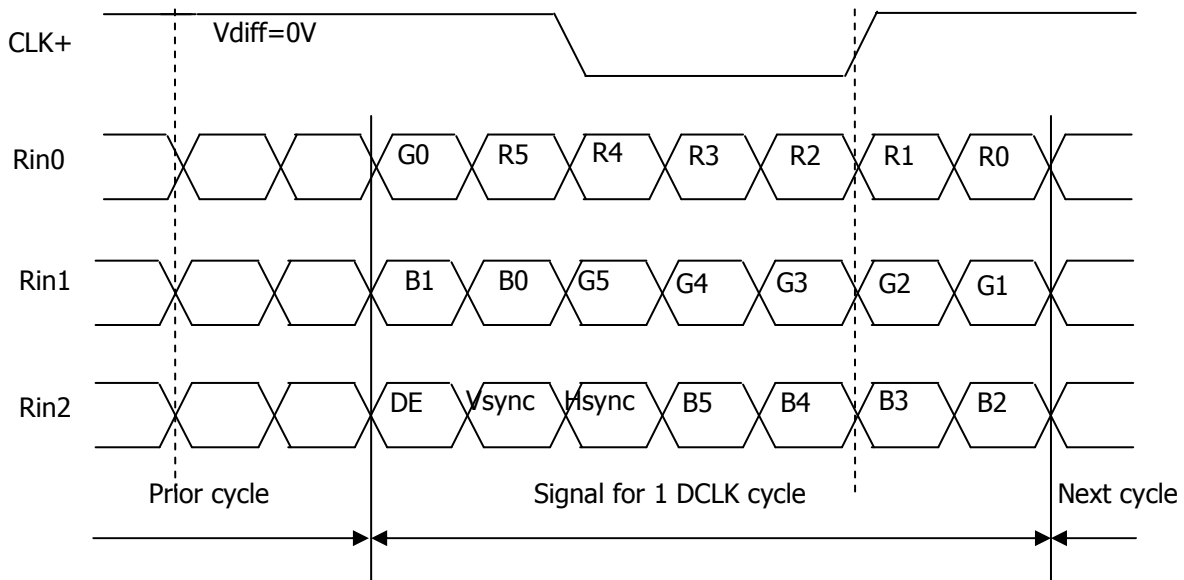 CLK+ Vdiff=0V
Rin0 G0 R5 R4 R3 R2 R1 R0
Rin1 B1 B0 G5 G4 G3 G2 G1
Rin2 DE Vsync Hsync B5 B4 B3 B2
Prior cycle Signal for 1 DCLK cycle Next cycle